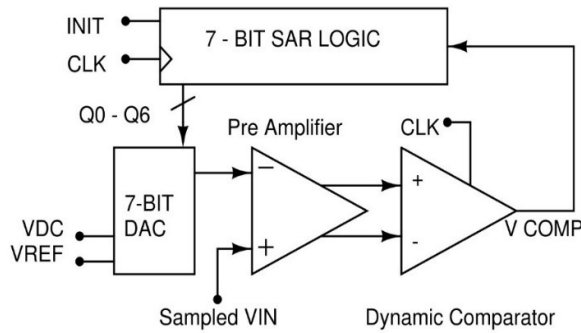 INIT
7 - BIT SAR LOGIC
CLK
Q0 - Q6
Pre Amplifier
CLK
7-BIT
DAC
−
+
+
-
VDC
VREF
V COMP
Sampled VIN
Dynamic Comparator